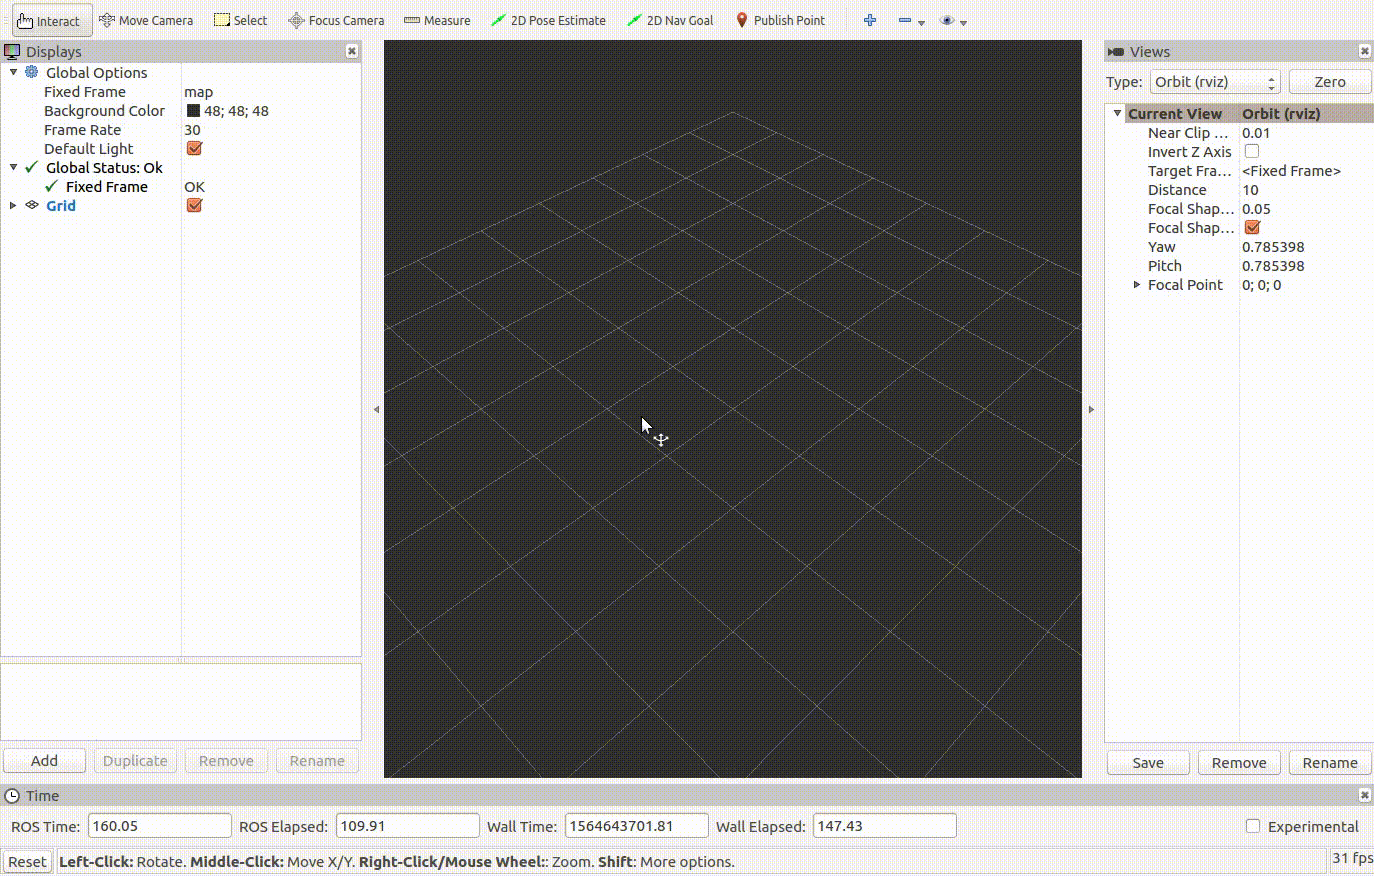 Interact Move Camera Select Focus Camera Measure 2D Pose Estimate 2D Nav Goal Publish Point
Displays
Global Options
Fixed Frame map
Background Color 48; 48; 48
Frame Rate 30
Default Light
Global Status: Ok
Fixed Frame OK
Grid
Add Duplicate Remove Rename
Views
Type: Orbit (rviz) Zero
Current View Orbit (rviz)
Near Clip ... 0.01
Invert Z Axis
Target Fra... <Fixed Frame>
Distance 10
Focal Shap... 0.05
Focal Shap...
Yaw 0.785398
Pitch 0.785398
Focal Point 0; 0; 0
Save Remove Rename
Time
ROS Time: 160.05 ROS Elapsed: 109.91 Wall Time: 1564643701.81 Wall Elapsed: 147.43 Experimental
Reset Left-Click: Rotate. Middle-Click: Move X/Y. Right-Click/Mouse Wheel:: Zoom. Shift: More options. 31 fps